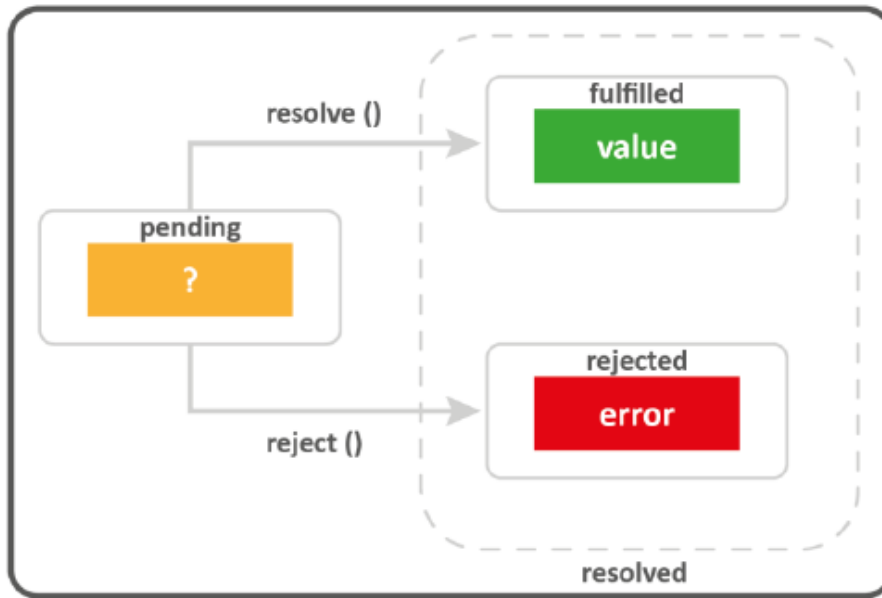 fulfilled
resolve ()
value
pending
?
rejected
error
reject ()
resolved